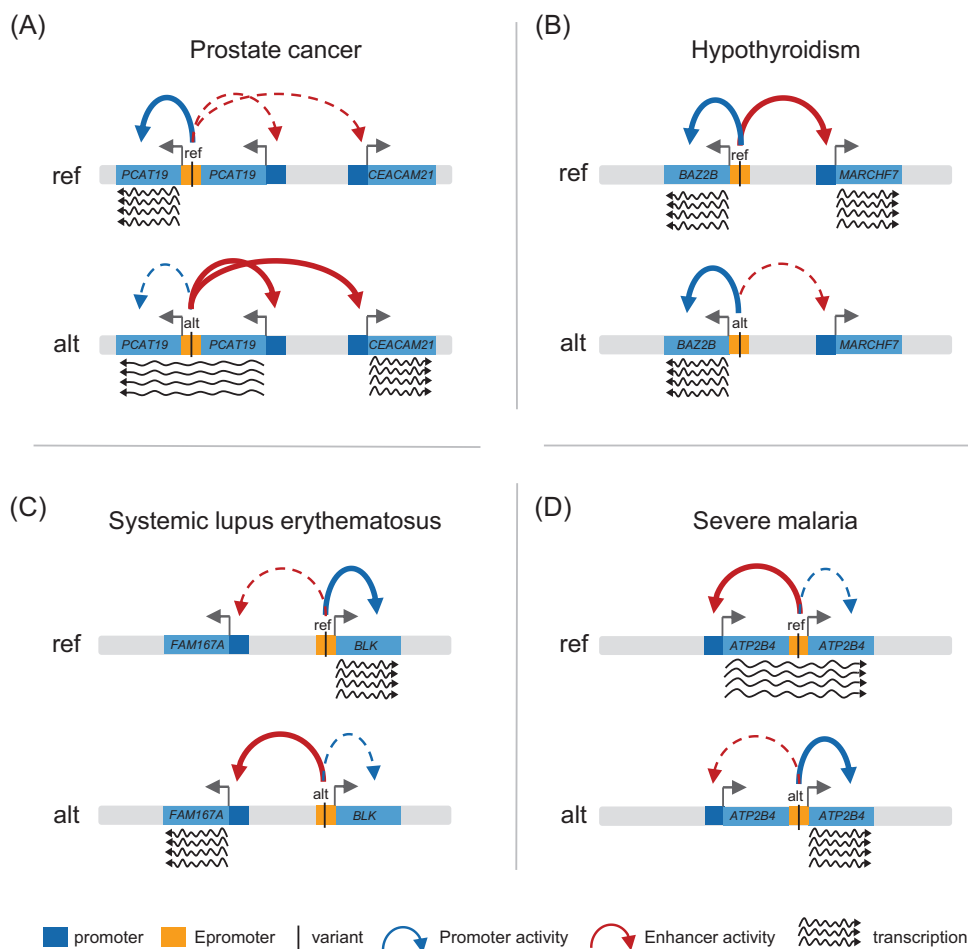 (A)
Prostate cancer
ref
ref
PCAT19
PCAT19
CEACAM21
alt
alt
PCAT19
PCAT19
CEACAM21
(B)
Hypothyroidism
ref
ref
BAZ2B
MARCHF7
alt
alt
BAZ2B
MARCHF7
(C)
Systemic lupus erythematosus
ref
ref
FAM167A
BLK
alt
alt
FAM167A
BLK
(D)
Severe malaria
ref
ref
ATP2B4
ATP2B4
alt
alt
ATP2B4
ATP2B4
promoter
Epromoter
variant
Promoter activity
Enhancer activity
transcription